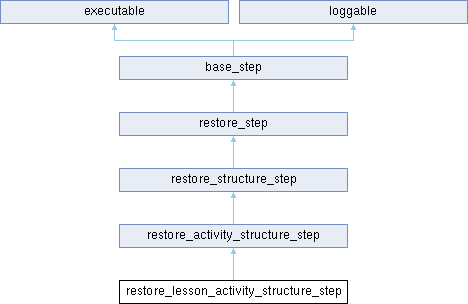 executable
loggable
base_step
restore_step
restore_structure_step
restore_activity_structure_step
restore_lesson_activity_structure_step